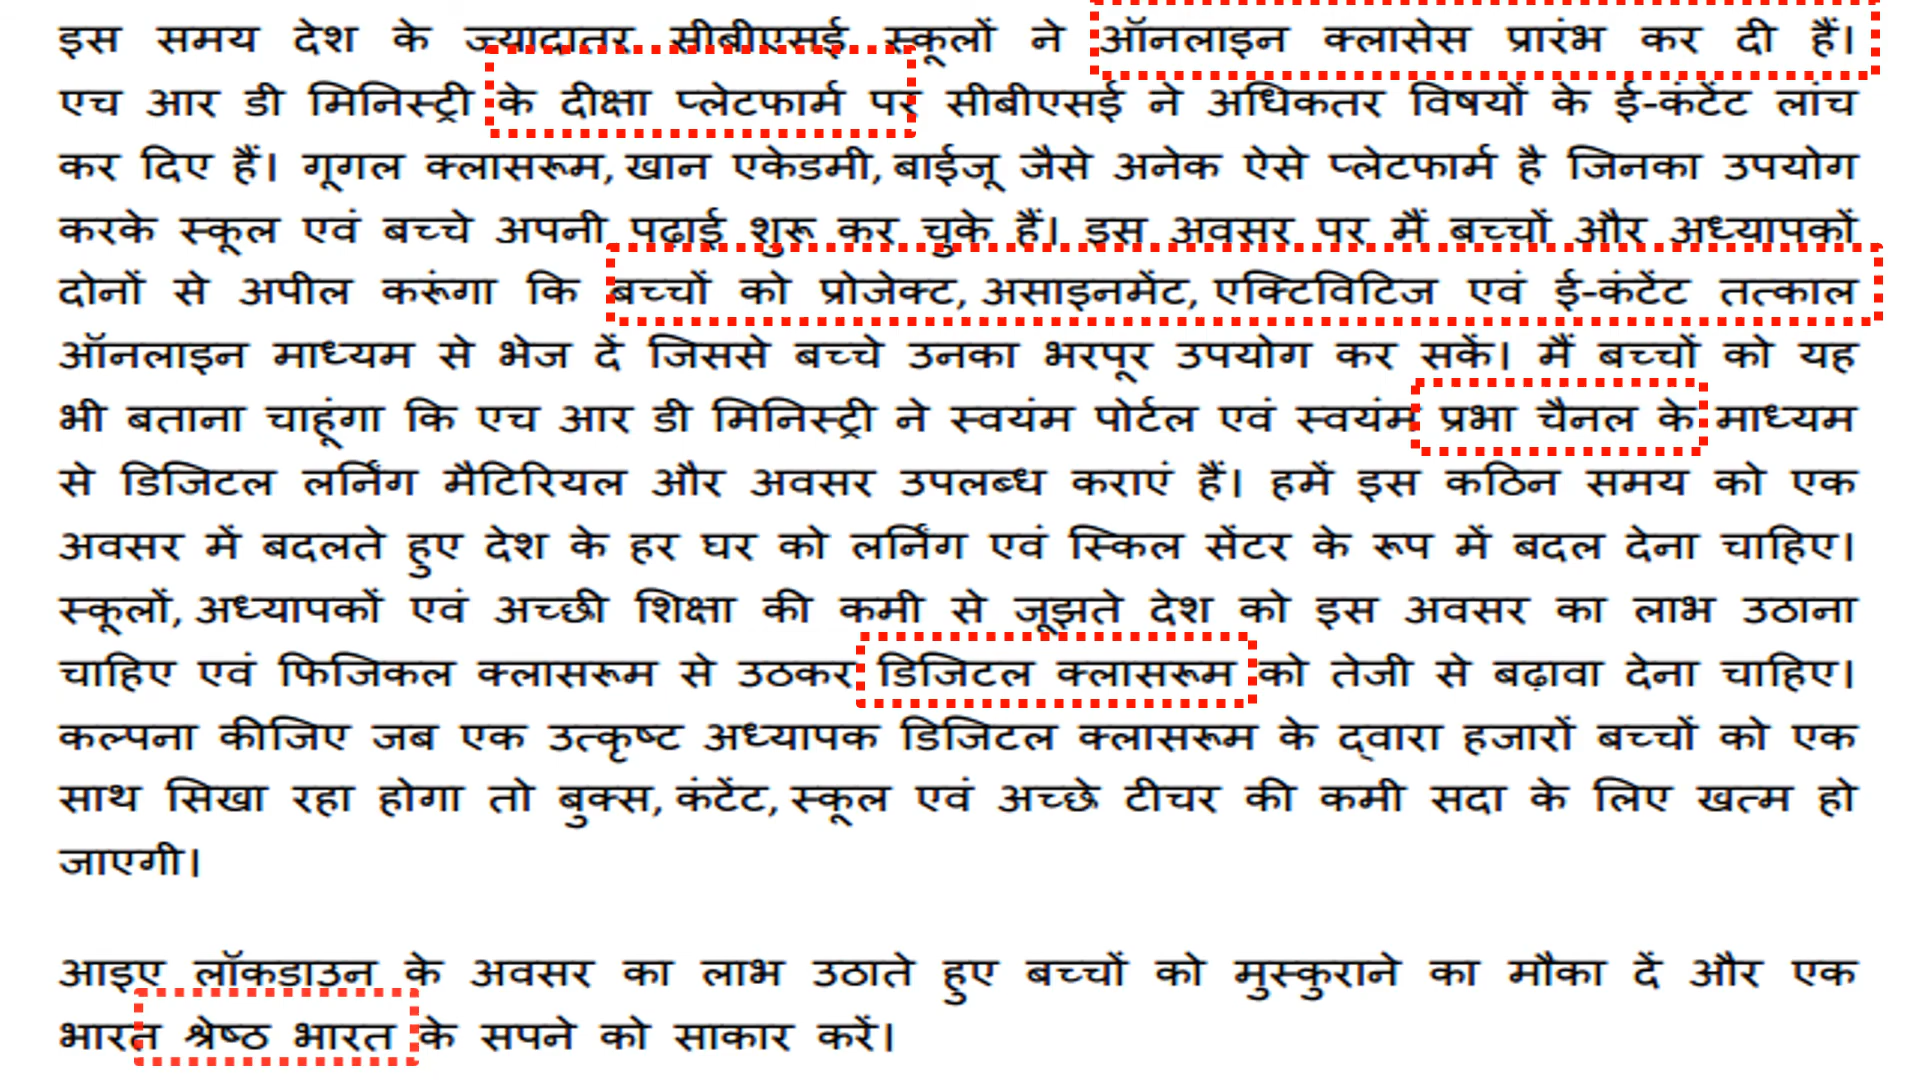 इस समय देश के ज्यादातर सीबीएसई स्कूलों ने ऑनलाइन क्लासेस प्रारंभ कर दी हैं।
एच आर डी मिनिस्ट्री के दीक्षा प्लेटफार्म पर सीबीएसई ने अधिकतर विषयों के ई-कंटेंट लांच
कर दिए हैं। गूगल क्लासरूम, खान एकेडमी, बाईजू जैसे अनेक ऐसे प्लेटफार्म है जिनका उपयोग
करके स्कूल एवं बच्चे अपनी पढ़ाई शुरू कर चुके हैं। इस अवसर पर मैं बच्चों और अध्यापकों
दोनों से अपील करूंगा कि बच्चों को प्रोजेक्ट, असाइनमेंट, एक्टिविटिज एवं ई-कंटेंट तत्काल
ऑनलाइन माध्यम से भेज दें जिससे बच्चे उनका भरपूर उपयोग कर सकें। मैं बच्चों को यह
भी बताना चाहूंगा कि एच आर डी मिनिस्ट्री ने स्वयंम पोर्टल एवं स्वयंम प्रभा चैनल के माध्यम
से डिजिटल लर्निंग मैटिरियल और अवसर उपलब्ध कराएं हैं। हमें इस कठिन समय को एक
अवसर में बदलते हुए देश के हर घर को लर्निंग एवं स्किल सेंटर के रूप में बदल देना चाहिए।
स्कूलों, अध्यापकों एवं अच्छी शिक्षा की कमी से जूझते देश को इस अवसर का लाभ उठाना
चाहिए एवं फिजिकल क्लासरूम से उठकर डिजिटल क्लासरूम को तेजी से बढ़ावा देना चाहिए।
कल्पना कीजिए जब एक उत्कृष्ट अध्यापक डिजिटल क्लासरूम के द्वारा हजारों बच्चों को एक
साथ सिखा रहा होगा तो बुक्स, कंटेंट, स्कूल एवं अच्छे टीचर की कमी सदा के लिए खत्म हो
जाएगी।
आइए लॉकडाउन के अवसर का लाभ उठाते हुए बच्चों को मुस्कुराने का मौका दें और एक
भारत श्रेष्ठ भारत के सपने को साकार करें।